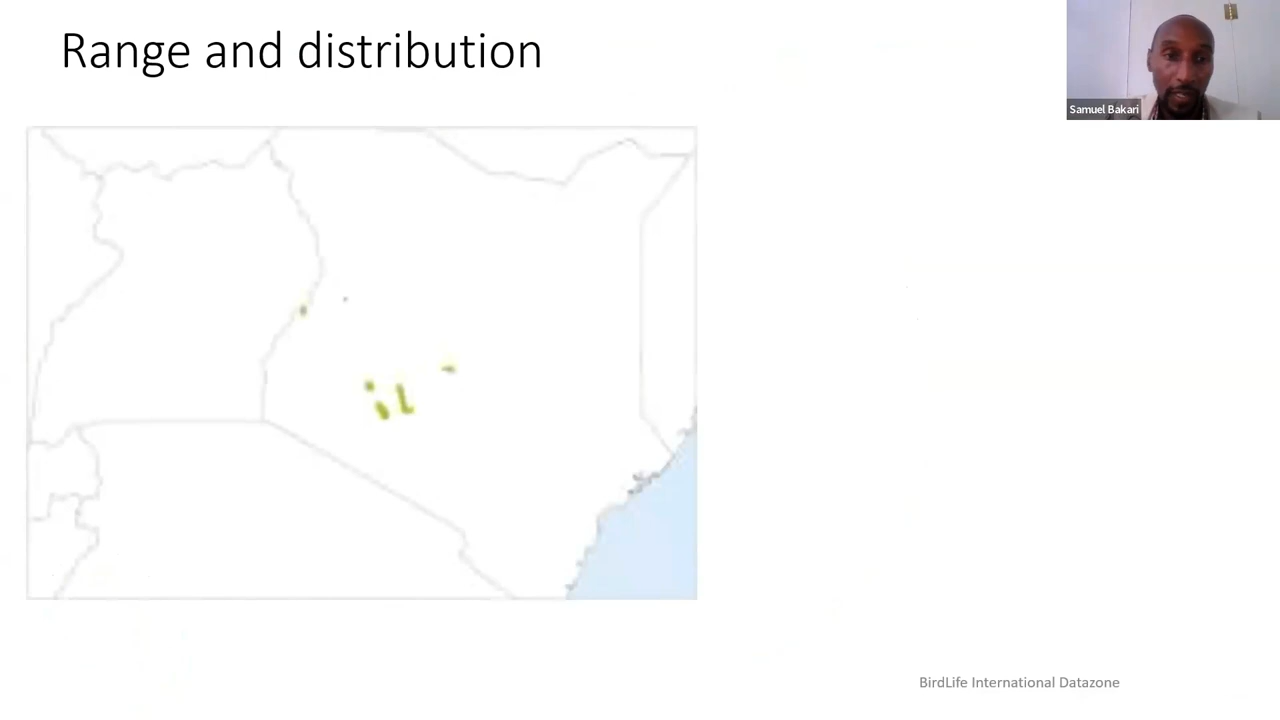 Range and distribution
Samuel Bakari
BirdLife International Datazone